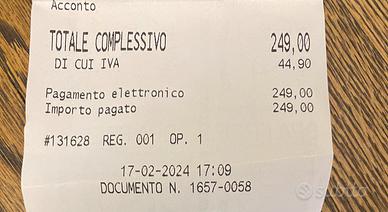 Acconto
TOTALE COMPLESSIVO 249,00
DI CUI IVA 44,90
Pagamento elettronico 249,00
Importo pagato 249,00
#131628 REG. 001 OP. 1
17-02-2024 17:09
DOCUMENTO N. 1657-0058
subito